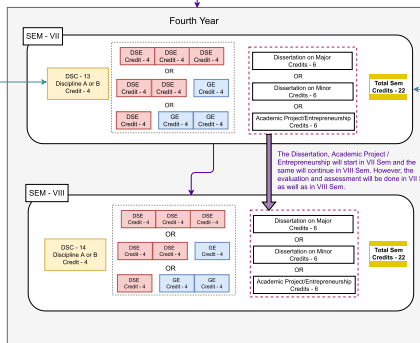 Fourth Year
SEM - VII
DSC - 13
Discipline A or B
Credit - 4
DSE
Credit - 4
DSE
Credit - 4
DSE
Credit - 4
OR
DSE
Credit - 4
DSE
Credit - 4
GE
Credit - 4
OR
DSE
Credit - 4
GE
Credit - 4
GE
Credit - 4
Dissertation on Major
Credits - 6
OR
Dissertation on Minor
Credits - 6
OR
Academic Project/Entrepreneurship
Credits - 6
Total Sem
Credits - 22
The Dissertation, Academic Project /
Entrepreneurship will start in VII Sem and the
same will continue in VIII Sem. However, the
evaluation and assessment will be done in VII S
as well as in VIII Sem.
SEM - VIII
DSC - 14
Discipline A or B
Credit - 4
DSE
Credit - 4
DSE
Credit - 4
DSE
Credit - 4
OR
DSE
Credit - 4
DSE
Credit - 4
GE
Credit - 4
OR
DSE
Credit - 4
GE
Credit - 4
GE
Credit - 4
Dissertation on Major
Credits - 6
OR
Dissertation on Minor
Credits - 6
OR
Academic Project/Entrepreneurship
Credits - 6
Total Sem
Credits - 22